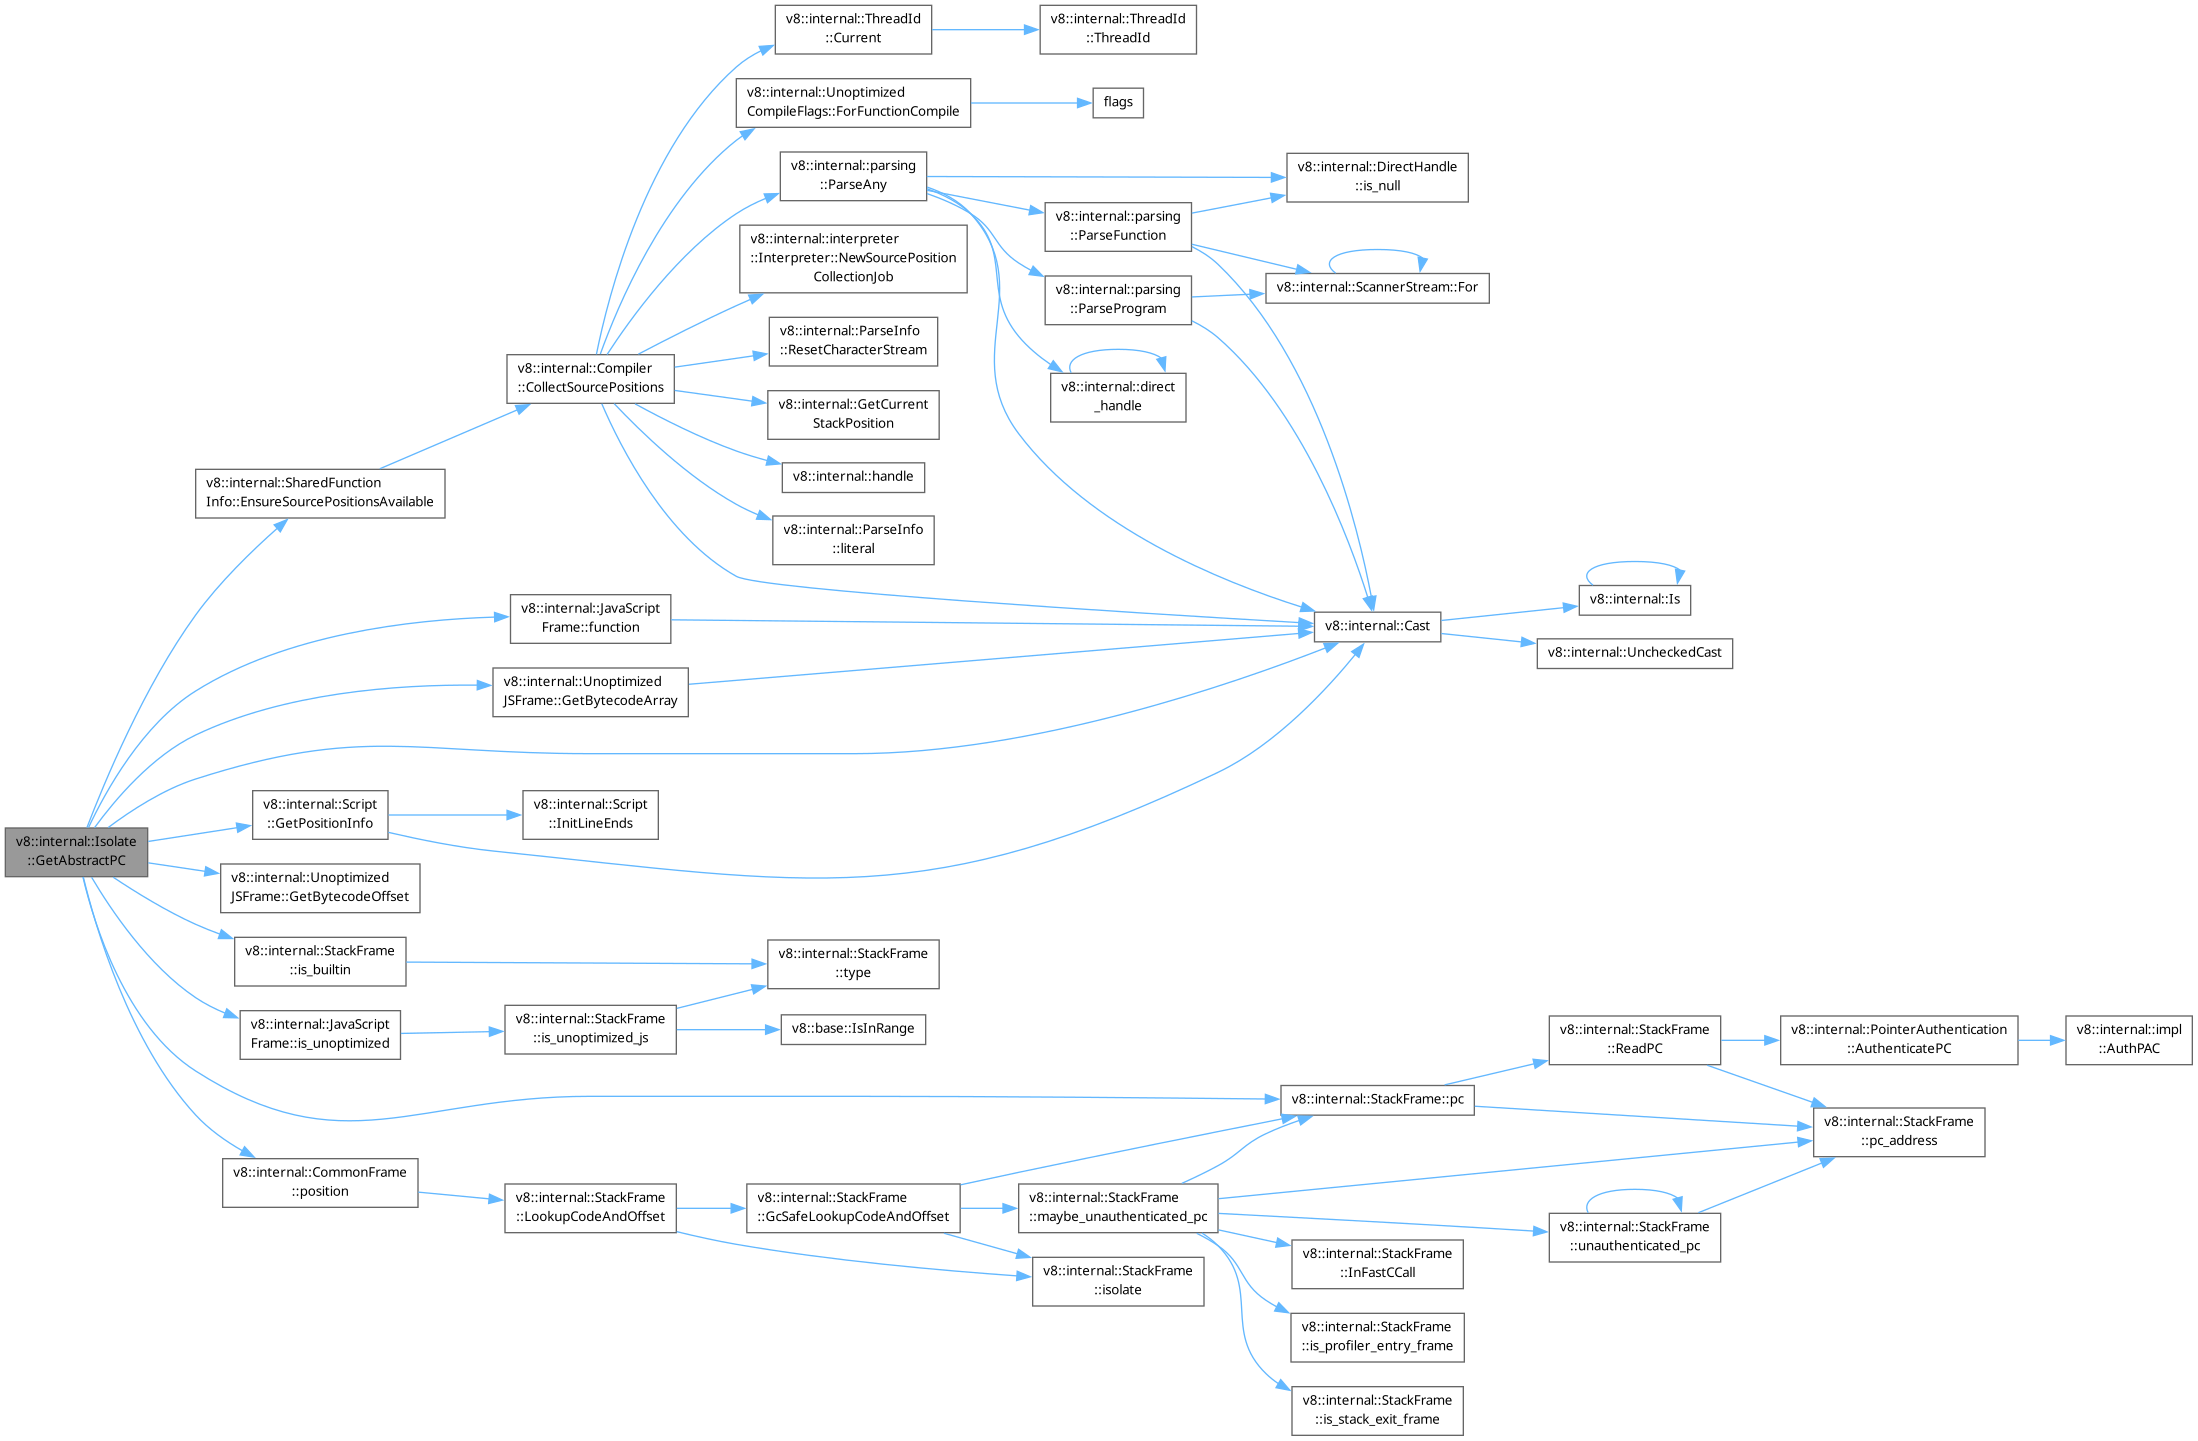 v8::internal::ThreadId
::Current
v8::internal::ThreadId
::ThreadId
v8::internal::Unoptimized
CompileFlags::ForFunctionCompile
flags
v8::internal::parsing
::ParseAny
v8::internal::DirectHandle
::is_null
v8::internal::parsing
::ParseFunction
v8::internal::interpreter
::Interpreter::NewSourcePosition
CollectionJob
v8::internal::parsing
::ParseProgram
v8::internal::ScannerStream::For
v8::internal::ParseInfo
::ResetCharacterStream
v8::internal::Compiler
::CollectSourcePositions
v8::internal::direct
_handle
v8::internal::GetCurrent
StackPosition
v8::internal::handle
v8::internal::SharedFunction
Info::EnsureSourcePositionsAvailable
v8::internal::ParseInfo
::literal
v8::internal::Is
v8::internal::JavaScript
Frame::function
v8::internal::Cast
v8::internal::UncheckedCast
v8::internal::Unoptimized
JSFrame::GetBytecodeArray
v8::internal::Script
::GetPositionInfo
v8::internal::Script
::InitLineEnds
v8::internal::Isolate
::GetAbstractPC
v8::internal::Unoptimized
JSFrame::GetBytecodeOffset
v8::internal::StackFrame
::is_builtin
v8::internal::StackFrame
::type
v8::internal::JavaScript
Frame::is_unoptimized
v8::internal::StackFrame
::is_unoptimized_js
v8::base::IsInRange
v8::internal::StackFrame
::ReadPC
v8::internal::PointerAuthentication
::AuthenticatePC
v8::internal::impl
::AuthPAC
v8::internal::StackFrame::pc
v8::internal::StackFrame
::pc_address
v8::internal::CommonFrame
::position
v8::internal::StackFrame
::LookupCodeAndOffset
v8::internal::StackFrame
::GcSafeLookupCodeAndOffset
v8::internal::StackFrame
::maybe_unauthenticated_pc
v8::internal::StackFrame
::unauthenticated_pc
v8::internal::StackFrame
::InFastCCall
v8::internal::StackFrame
::isolate
v8::internal::StackFrame
::is_profiler_entry_frame
v8::internal::StackFrame
::is_stack_exit_frame